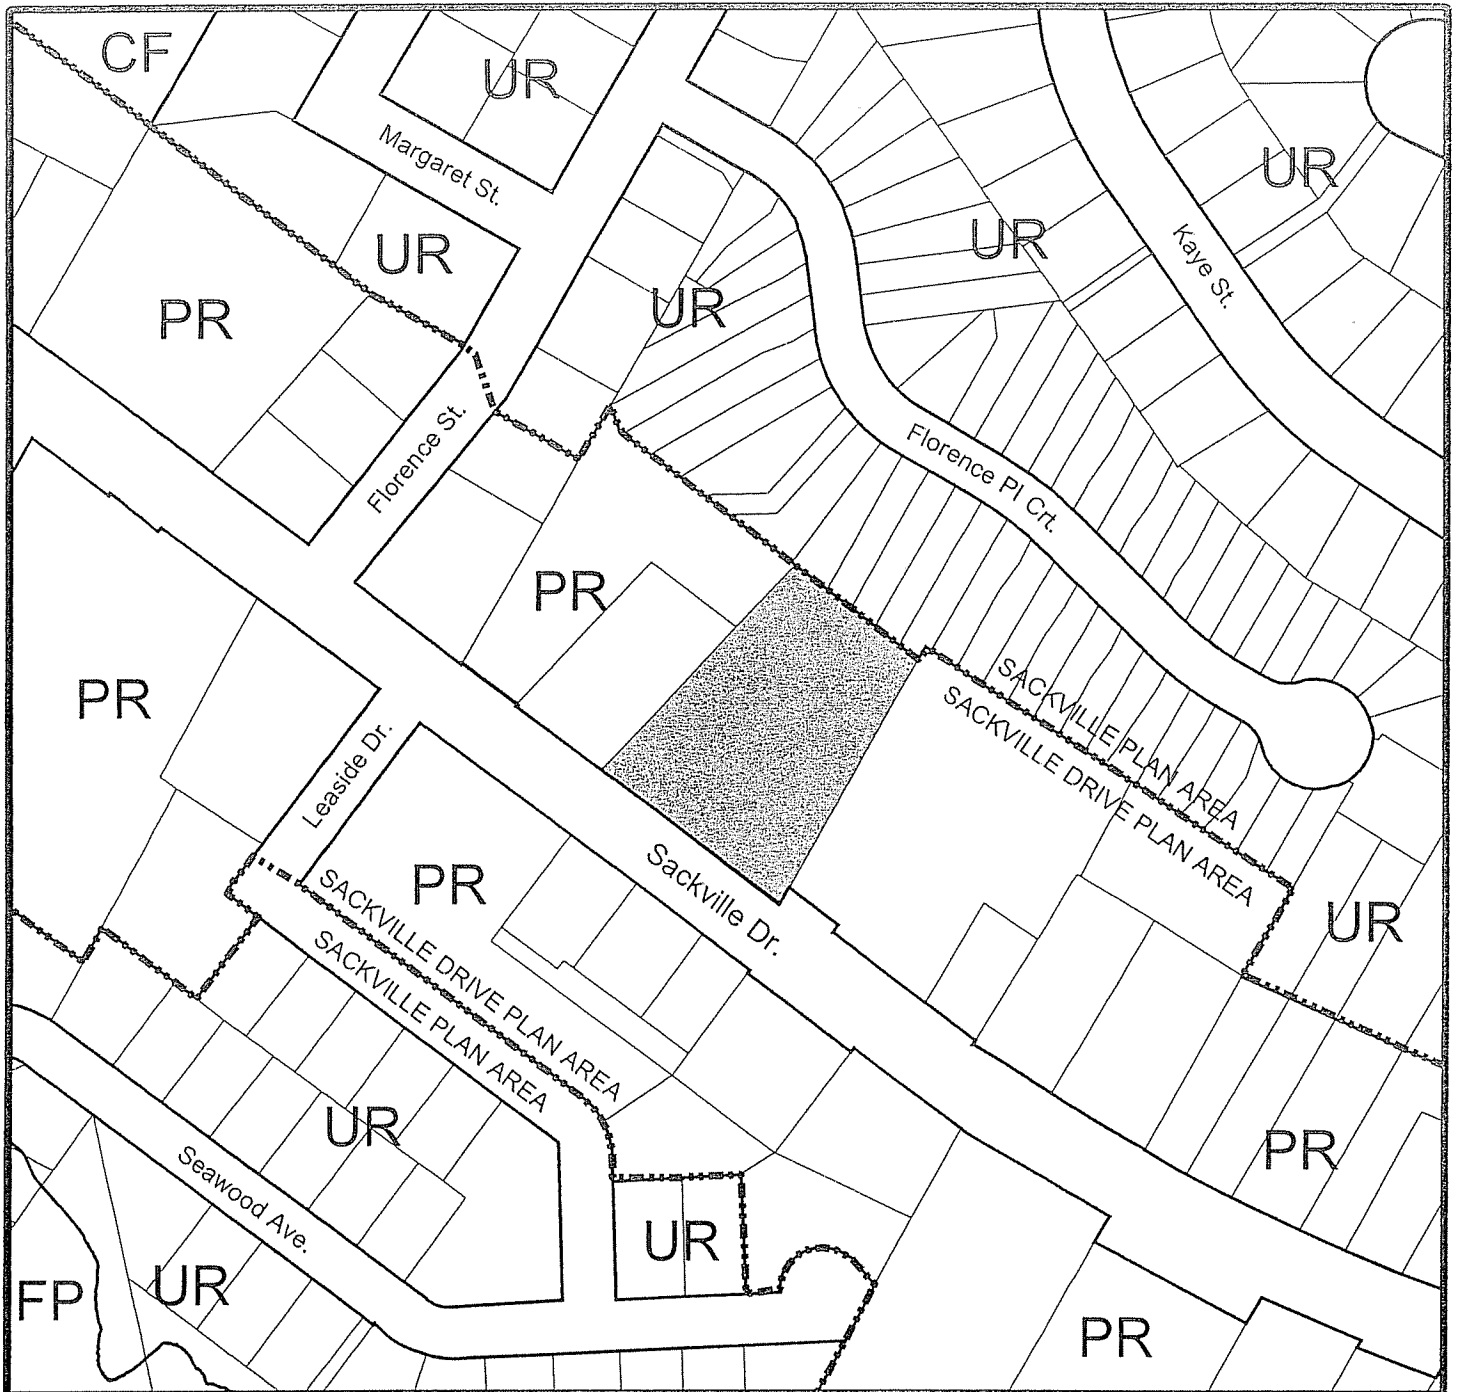 CF
UR
Margaret St.
UR
UR
Kaye St.
UR
UR
PR
Florence St.
Florence Pl Crt.
PR
PR
SACKVILLE PLAN AREA
SACKVILLE DRIVE PLAN AREA
Leaside Dr.
Sackville Dr.
PR
SACKVILLE DRIVE PLAN AREA
SACKVILLE PLAN AREA
UR
UR
Seawood Ave.
PR
UR
FP
UR
PR